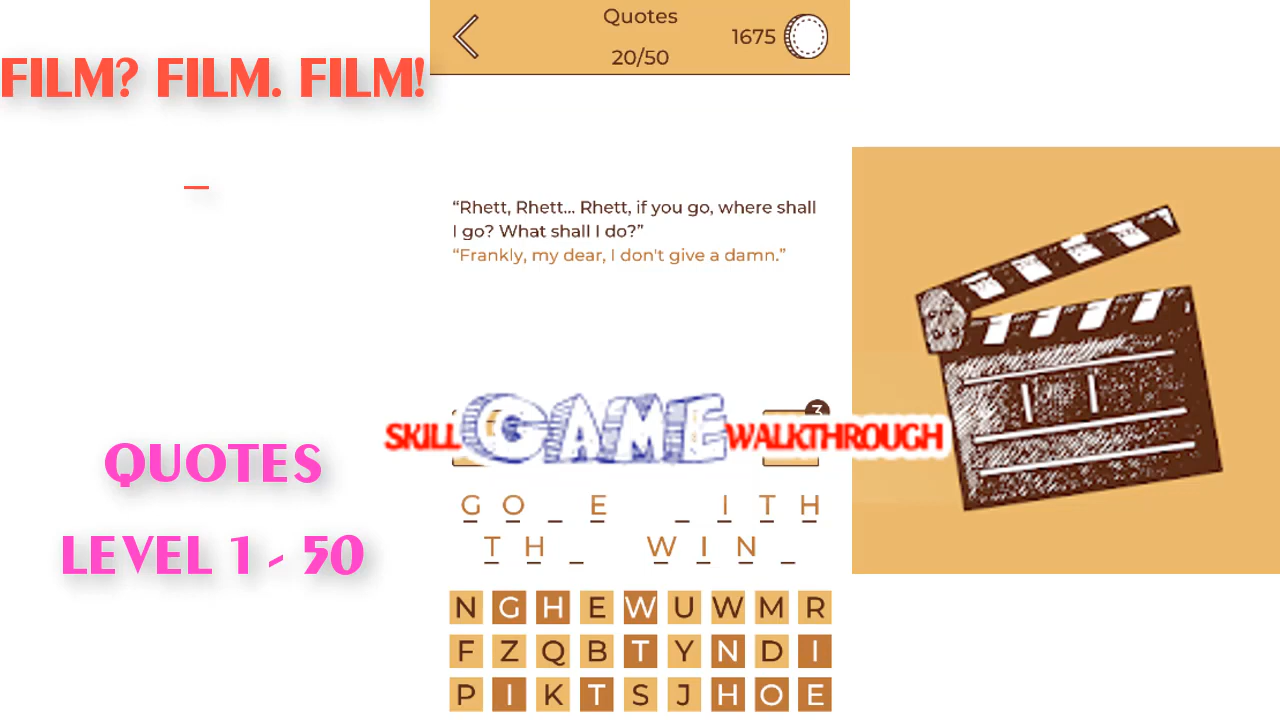 FILM? FILM. FILM!
–
QUOTES
LEVEL 1 - 50
Quotes
20/50
1675
“Rhett, Rhett... Rhett, if you go, where shall
I go? What shall I do?”
“Frankly, my dear, I don't give a damn.”
3
SKILL GAME WALKTHROUGH
G O _ E _ I T H
T H _ W I N _
N G H E W U W M R
F Z Q B T Y N D I
P I K T S J H O E